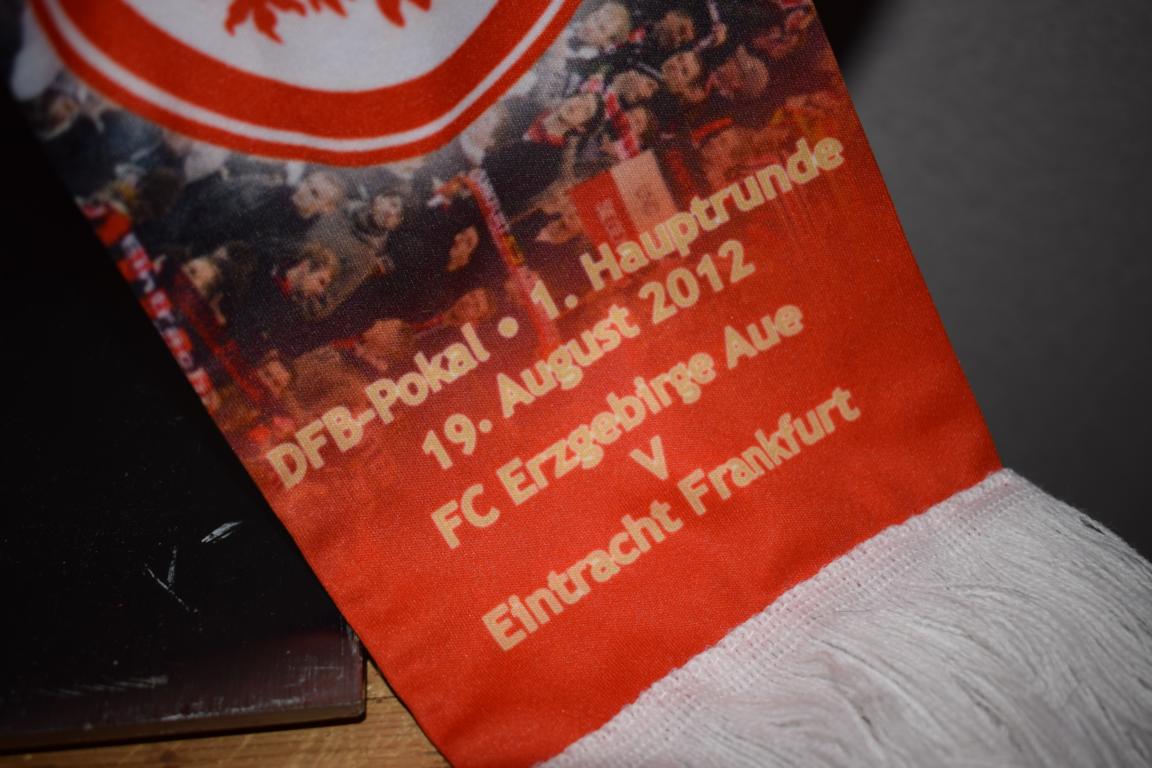 DFB-Pokal • 1. Hauptrunde
19. August 2012
FC Erzgebirge Aue
V
Eintracht Frankfurt